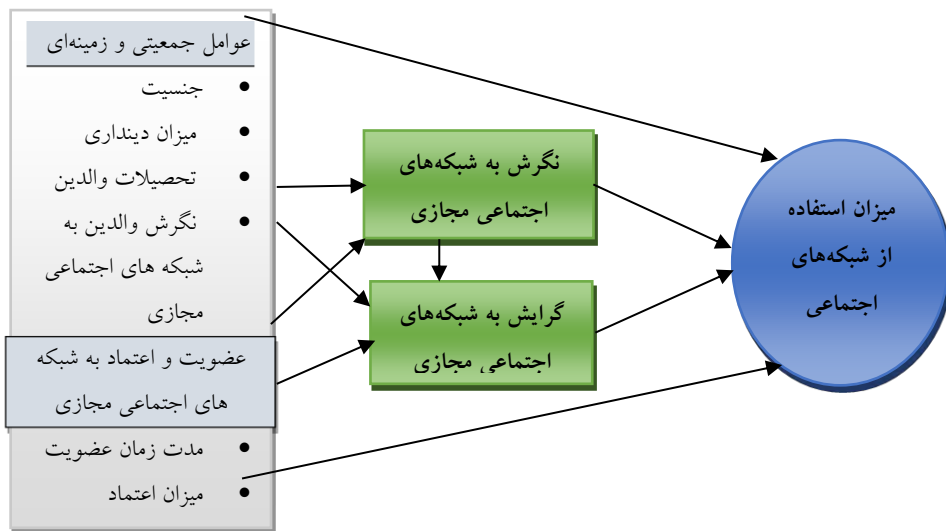 عوامل جمعیتی و زمینه‌ای
• جنسیت
• میزان دینداری
• تحصیلات والدین
• نگرش والدین به
شبکه های اجتماعی
مجازی
عضویت و اعتماد به شبکه
های اجتماعی مجازی
• مدت زمان عضویت
• میزان اعتماد
نگرش به شبکه‌های
اجتماعی مجازی
گرایش به شبکه‌های
اجتماعی مجازی
میزان استفاده
از شبکه‌های
اجتماعی